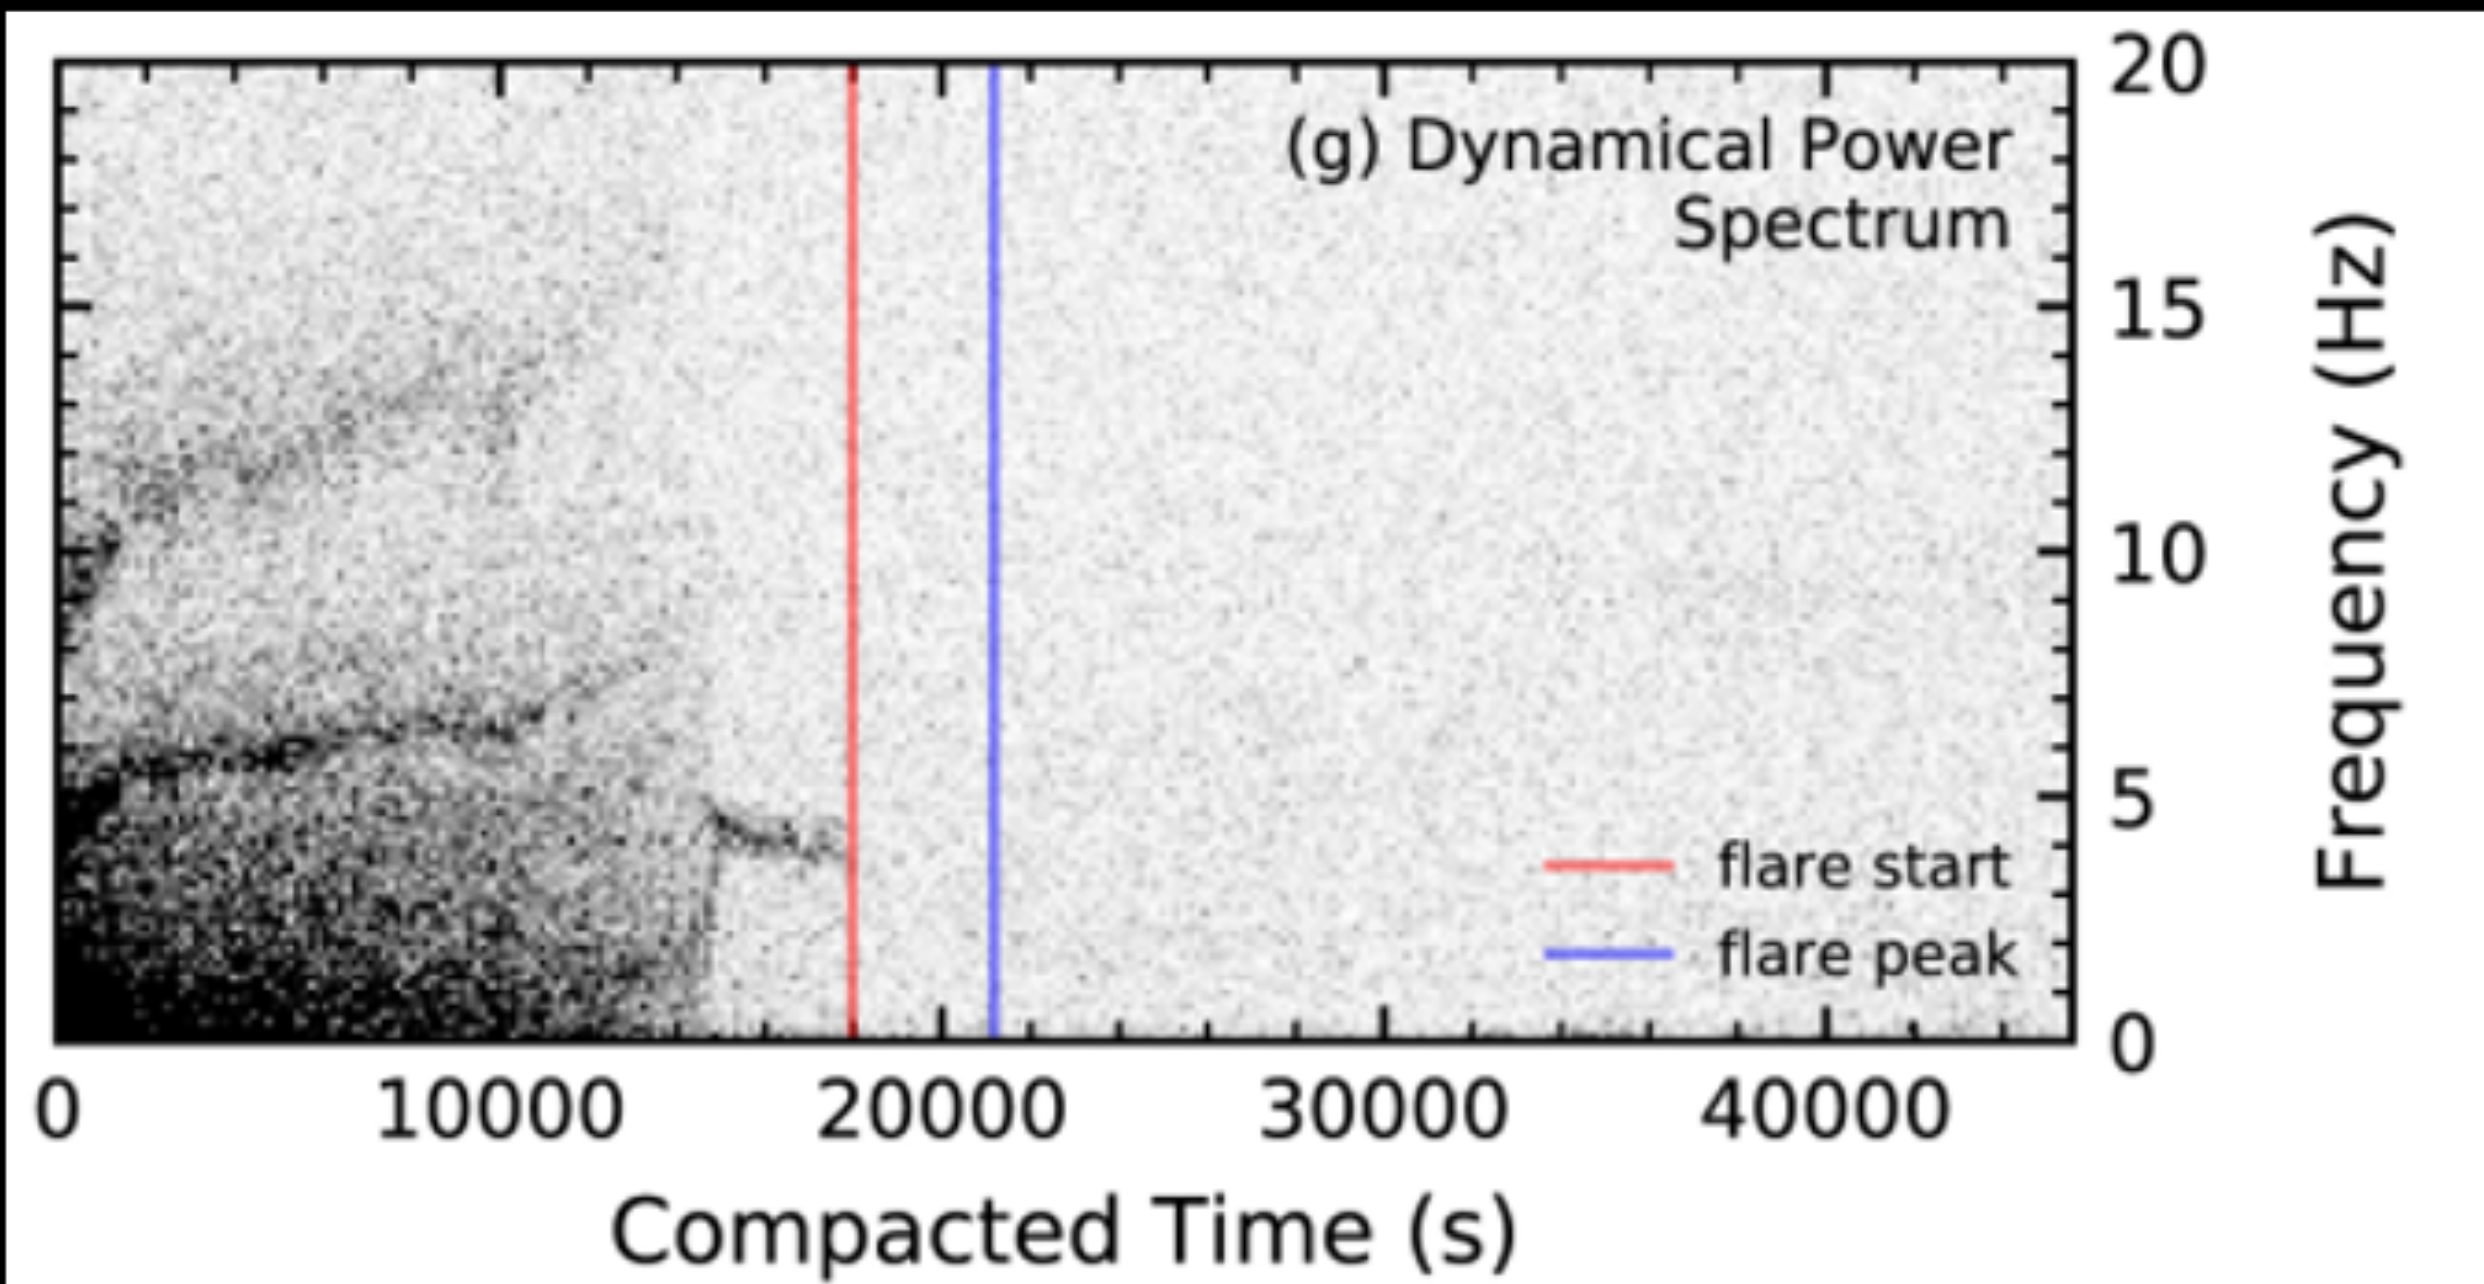 20
(g) Dynamical Power
Spectrum
15
10
5
flare start
flare peak
0
Frequency (Hz)
0 10000 20000 30000 40000
Compacted Time (s)